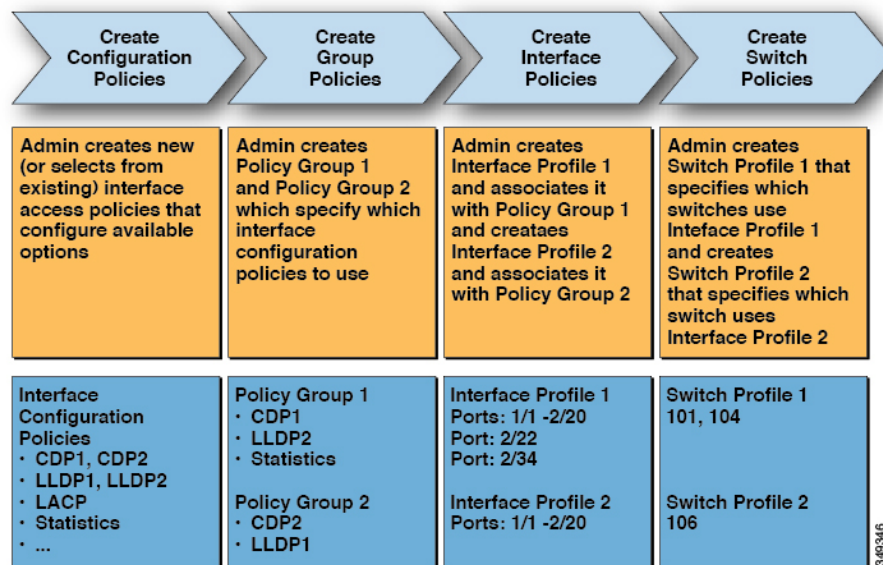 Create
Configuration
Policies
Create
Group
Policies
Create
Interface
Policies
Create
Switch
Policies
Admin creates new
(or selects from
existing) interface
access policies that
configure available
options
Admin creates
Policy Group 1
and Policy Group 2
which specify which
interface
configuration
policies to use
Admin creates
Interface Profile 1
and associates it
with Policy Group 1
and creataes
Interface Profile 2
and associates it
with Policy Group 2
Admin creates
Switch Profile 1 that
specifies which
switches use
Inteface Profile 1
and creates
Switch Profile 2
that specifies which
switch uses
Interface Profile 2
Interface
Configuration
Policies
· CDP1, CDP2
· LLDP1, LLDP2
· LACP
· Statistics
· ...
Policy Group 1
· CDP1
· LLDP2
· Statistics
Policy Group 2
· CDP2
· LLDP1
Interface Profile 1
Ports: 1/1 -2/20
Port: 2/22
Port: 2/34
Interface Profile 2
Ports: 1/1 -2/20
Switch Profile 1
101, 104
Switch Profile 2
106
349346